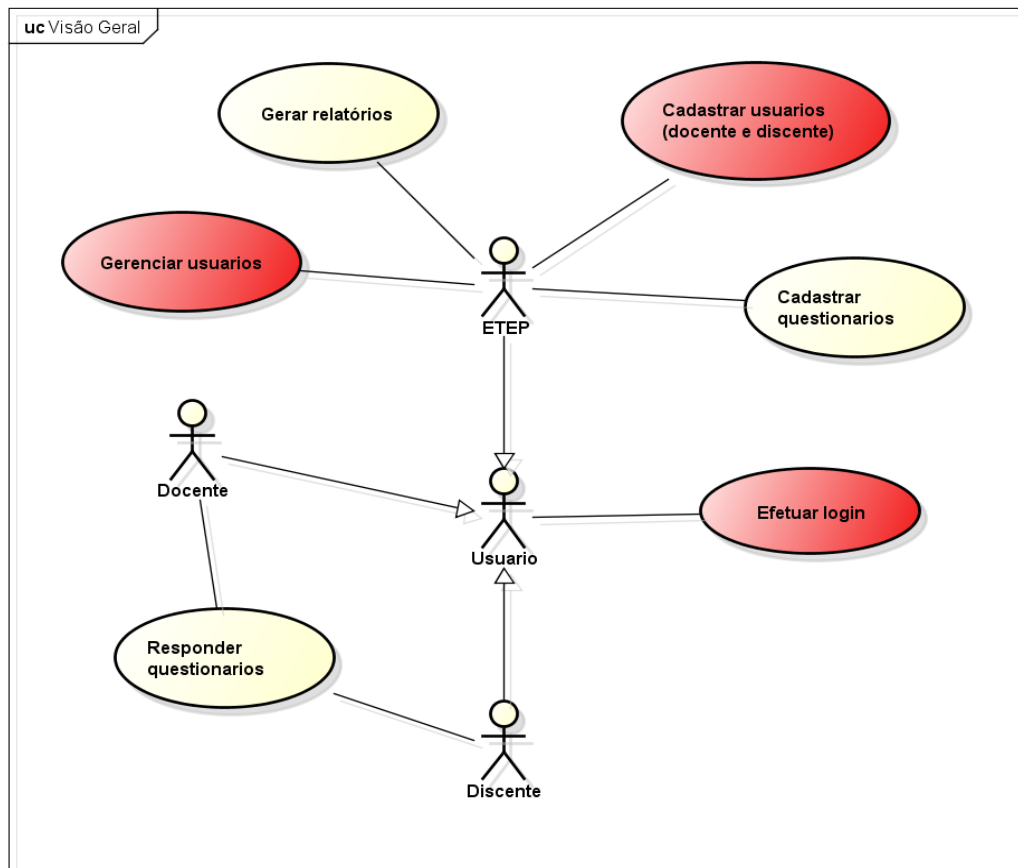 uc Visão Geral
Gerar relatórios
Cadastrar usuarios
(docente e discente)
Gerenciar usuarios
Cadastrar
questionarios
ETEP
Docente
Usuario
Efetuar login
Responder
questionarios
Discente